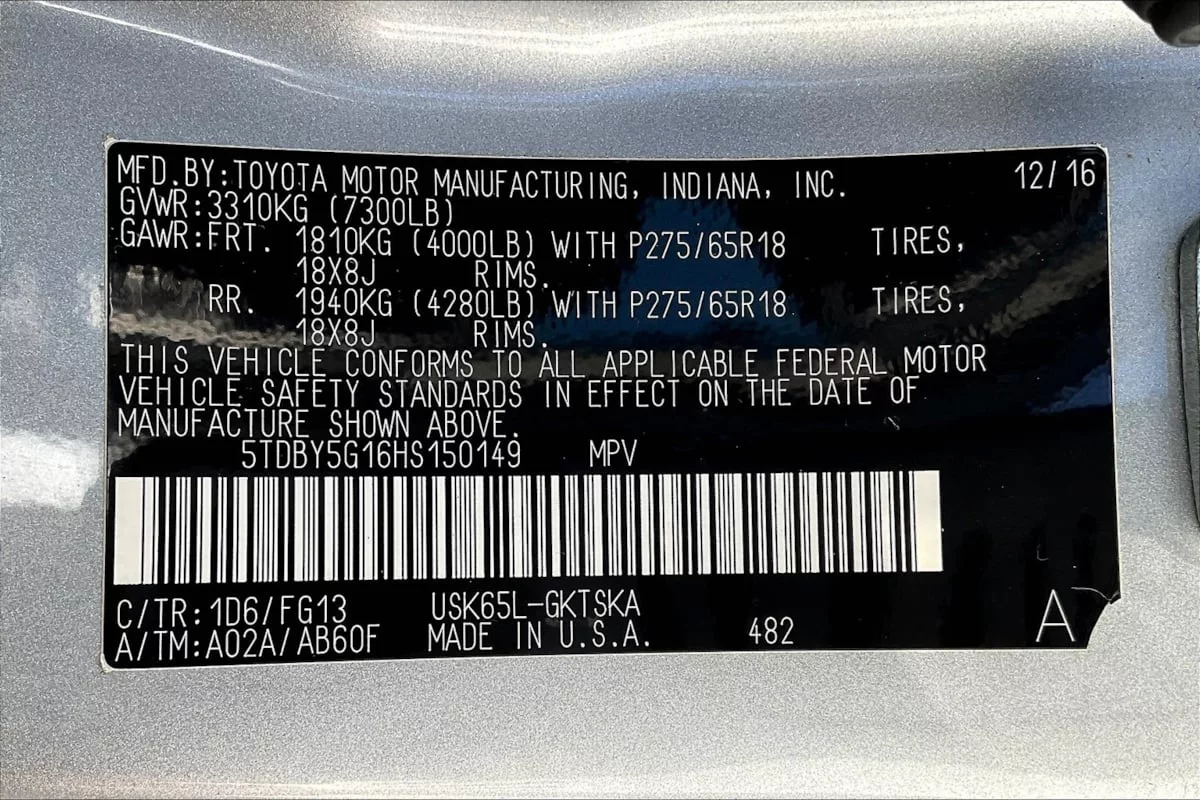 MFD.BY:TOYOTA MOTOR MANUFACTURING, INDIANA, INC. 12/16
GVWR:3310KG (7300LB)
GAWR:FRT. 1810KG (4000LB) WITH P275/65R18 TIRES,
18X8J RIMS.
RR. 1940KG (4280LB) WITH P275/65R18 TIRES,
18X8J RIMS.
THIS VEHICLE CONFORMS TO ALL APPLICABLE FEDERAL MOTOR
VEHICLE SAFETY STANDARDS IN EFFECT ON THE DATE OF
MANUFACTURE SHOWN ABOVE.
5TDBY5G16HS150149 MPV
C/TR:1D6/FG13 USK65L-GKTSKA
A/TM:A02A/AB60F MADE IN U.S.A. 482 A